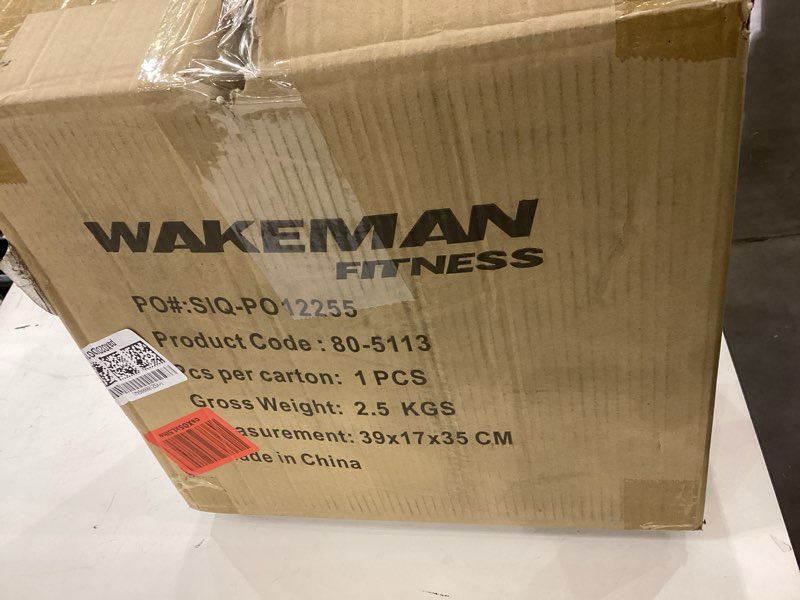 WAKEMAN
FITNESS
PO#:SIQ-PO12255
Product Code : 80-5113
Pcs per carton: 1 PCS
Gross Weight: 2.5 KGS
asurement: 39x17x35 CM
ade in China